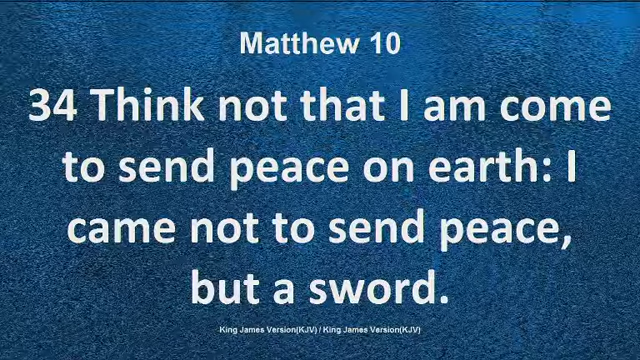 Matthew 10
34 Think not that I am come
to send peace on earth: I
came not to send peace,
but a sword.
King James Version(KJV) / King James Version(KJV)